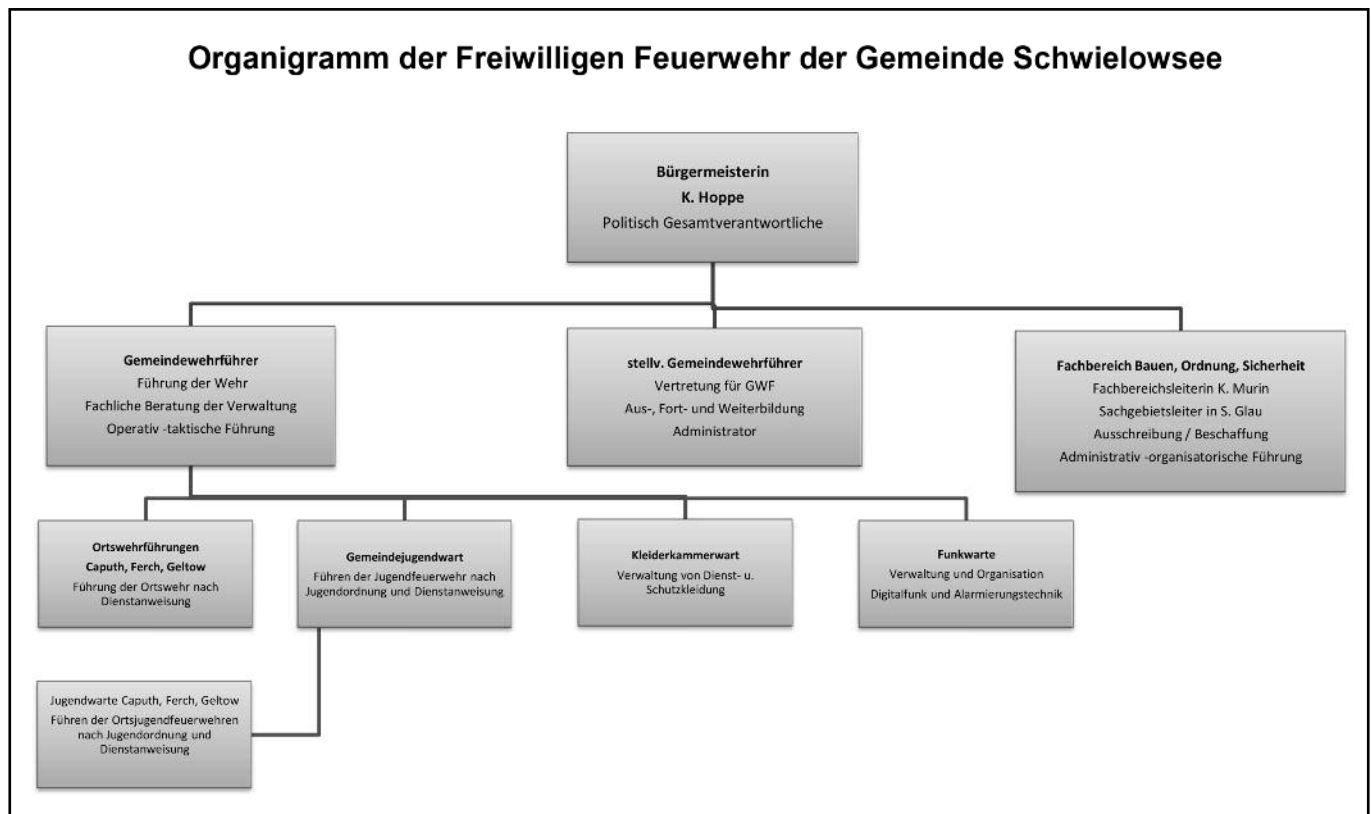 Organigramm der Freiwilligen Feuerwehr der Gemeinde Schwielowsee
Bürgermeisterin
K. Hoppe
Politisch Gesamtverantwortliche
Gemeindewehrführer
Führung der Wehr
Fachliche Beratung der Verwaltung
Operativ -taktische Führung
stellv. Gemeindewehrführer
Vertretung für GWF
Aus-, Fort- und Weiterbildung
Administrator
Fachbereich Bauen, Ordnung, Sicherheit
Fachbereichsleiterin K. Murin
Sachgebietsleiter in S. Glau
Ausschreibung / Beschaffung
Administrativ -organisatorische Führung
Ortswehrführungen
Caputh, Ferch, Geltow
Führung der Ortswehr nach
Dienstanweisung
Gemeindejugendwart
Führen der Jugendfeuerwehr nach
Jugendordnung und Dienstanweisung
Kleiderkammerwart
Verwaltung von Dienst- u.
Schutzkleidung
Funkwarte
Verwaltung und Organisation
Digitalfunk und Alarmierungstechnik
Jugendwarte Caputh, Ferch, Geltow
Führen der Ortsjugendfeuerwehren
nach Jugendordnung und
Dienstanweisung